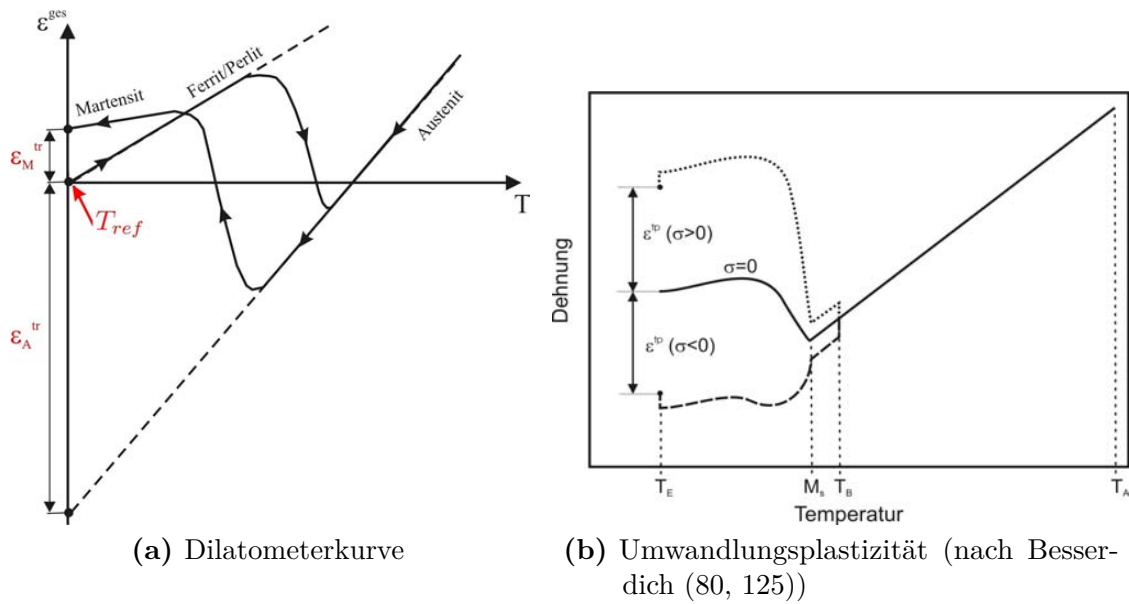 ε^ges
Ferrit/Perlit
Martensit
Austenit
ε_M^tr
T
T_ref
ε_A^tr
(a) Dilatometerkurve
Dehnung
ε^tp (σ>0)
σ=0
ε^tp (σ<0)
T_E
M_s
T_B
T_A
Temperatur
(b) Umwandlungsplastizität (nach Besser-
dich (80, 125))